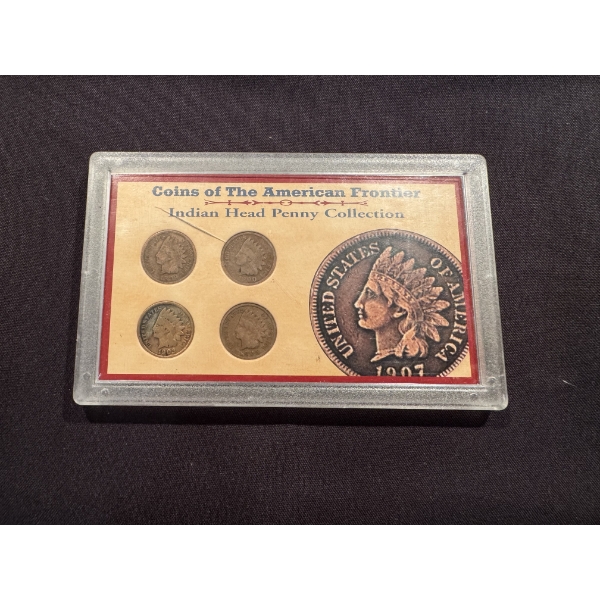 Coins of The American Frontier
Indian Head Penny Collection
UNITED STATES OF AMERICA
1907